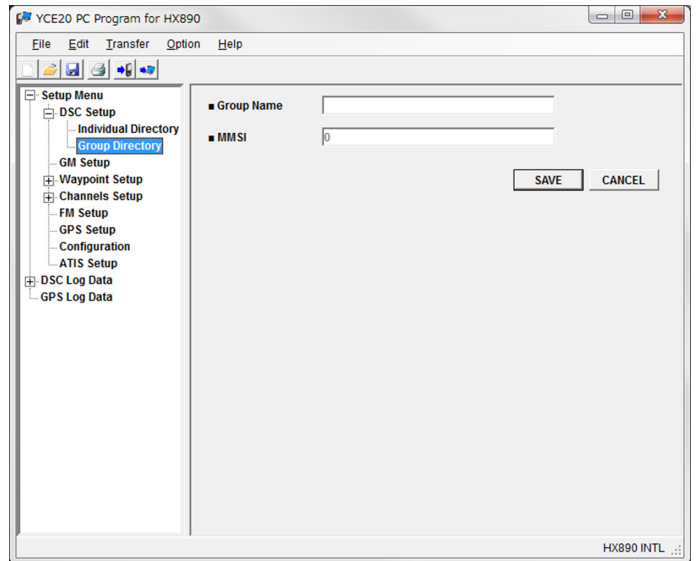 YCE20 PC Program for HX890
File Edit Transfer Option Help
Setup Menu
DSC Setup
Individual Directory
Group Directory
GM Setup
Waypoint Setup
Channels Setup
FM Setup
GPS Setup
Configuration
ATIS Setup
DSC Log Data
GPS Log Data
■ Group Name
■ MMSI 0
SAVE CANCEL
HX890 INTL